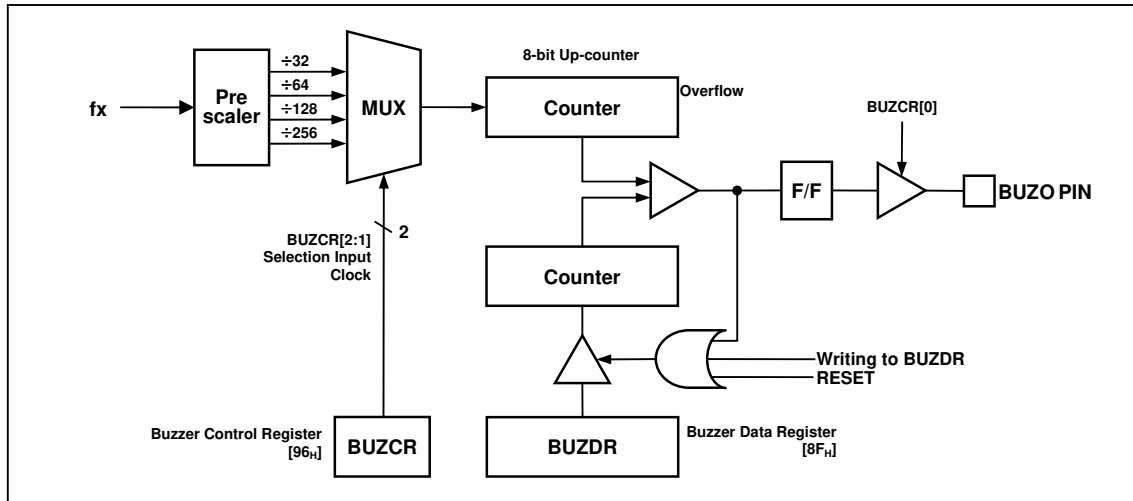 fx
Pre
scaler
÷32
÷64
÷128
÷256
MUX
8-bit Up-counter
Counter
Overflow
BUZCR[0]
F/F
BUZO PIN
2
BUZCR[2:1]
Selection Input
Clock
Counter
Writing to BUZDR
RESET
Buzzer Control Register
[96H]
BUZCR
BUZDR
Buzzer Data Register
[8FH]